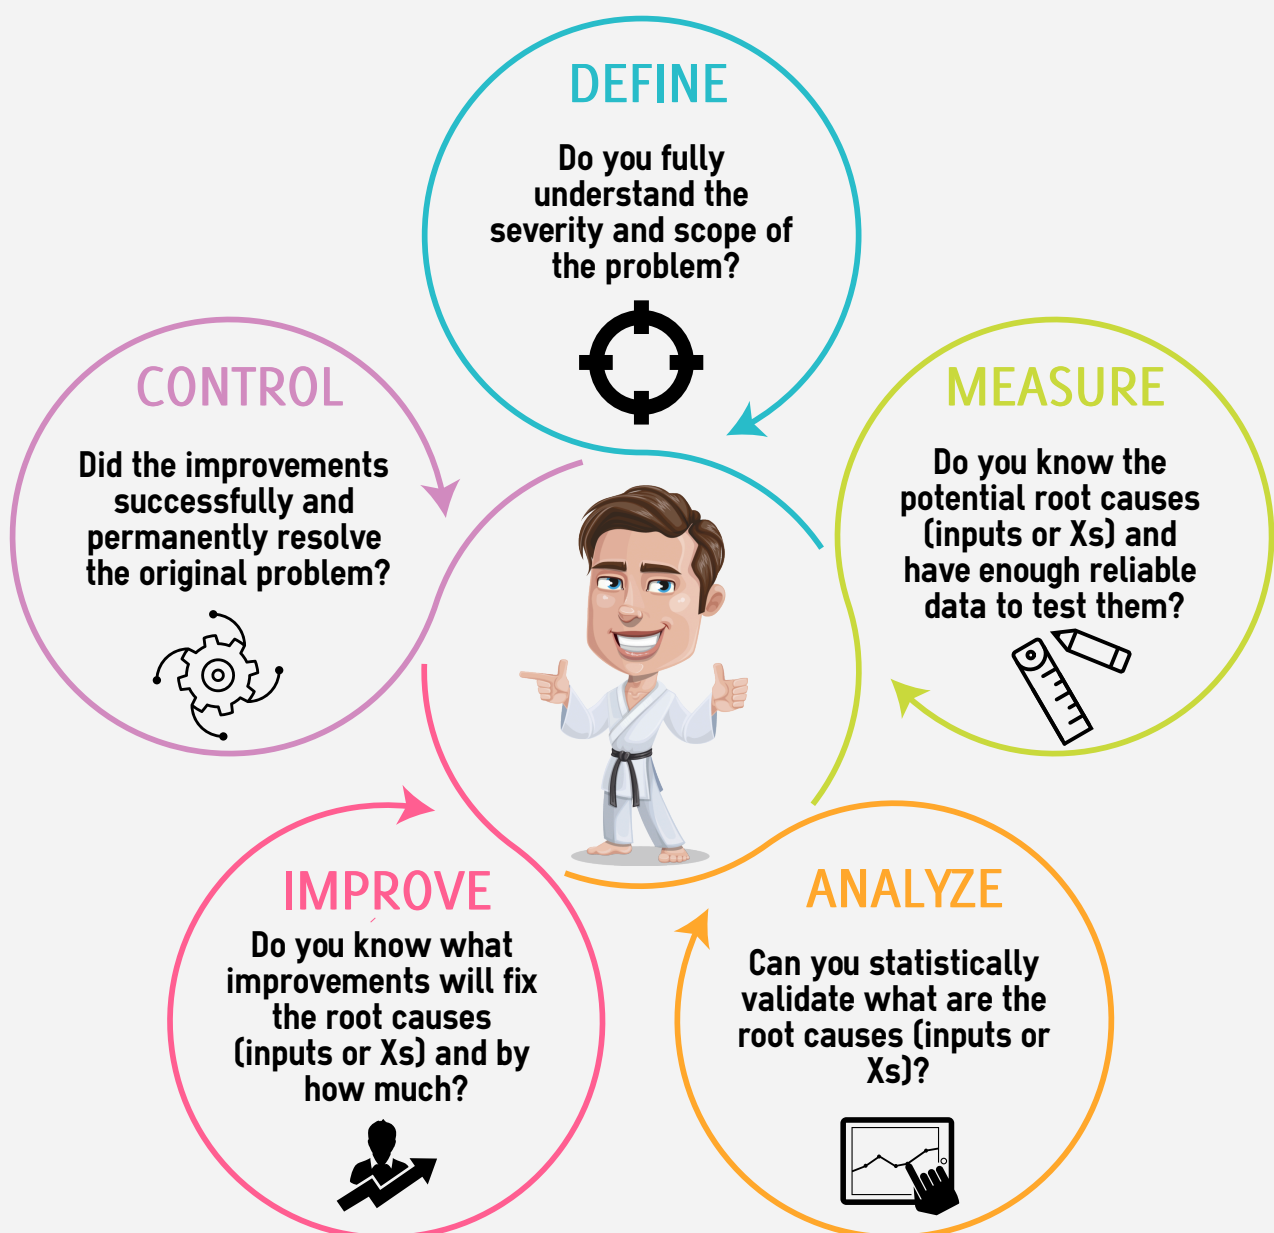 DEFINE
Do you fully
understand the
severity and scope of
the problem?
MEASURE
Do you know the
potential root causes
(inputs or Xs) and
have enough reliable
data to test them?
ANALYZE
Can you statistically
validate what are the
root causes (inputs or
Xs)?
IMPROVE
Do you know what
improvements will fix
the root causes
(inputs or Xs) and by
how much?
CONTROL
Did the improvements
successfully and
permanently resolve
the original problem?